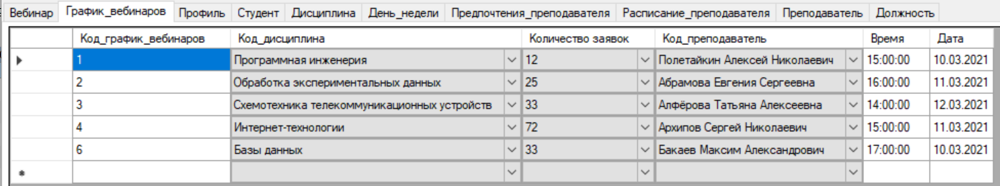 Вебинар График_вебинаров Профиль Студент Дисциплина День_недели Предпочтения_преподавателя Расписание_преподавателя Преподаватель Должность
Код_график_вебинаров Код_дисциплина Количество заявок Код_преподаватель Время Дата
1 Программная инженерия 12 Полетайкин Алексей Николаевич 15:00:00 10.03.2021
2 Обработка экспериментальных данных 25 Абрамова Евгения Сергеевна 16:00:00 11.03.2021
3 Схемотехника телекоммуникационных устройств 33 Алфёрова Татьяна Алексеевна 14:00:00 12.03.2021
4 Интернет-технологии 72 Архипов Сергей Николаевич 15:00:00 11.03.2021
6 Базы данных 33 Бакаев Максим Александрович 17:00:00 10.03.2021